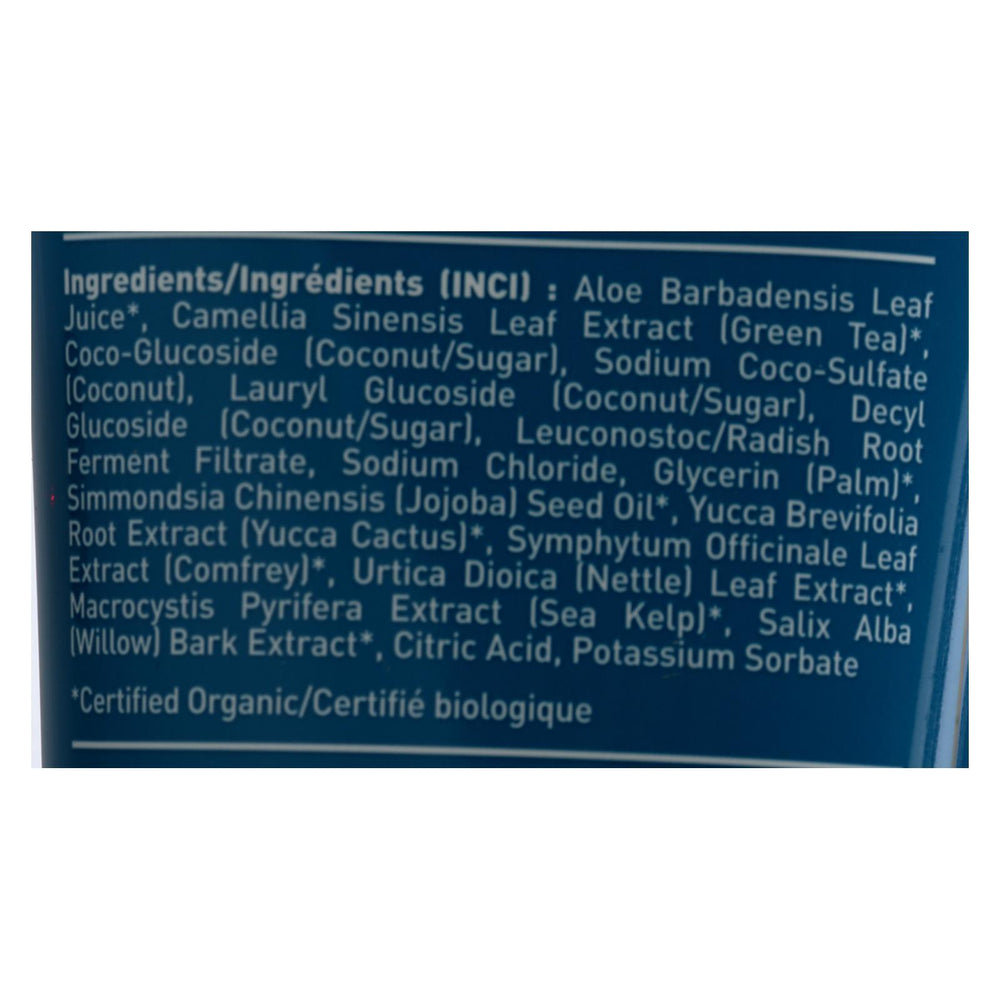 Ingredients/Ingrédients (INCI) : Aloe Barbadensis Leaf
Juice*, Camellia Sinensis Leaf Extract (Green Tea)*,
Coco-Glucoside (Coconut/Sugar), Sodium Coco-Sulfate
(Coconut), Lauryl Glucoside (Coconut/Sugar), Decyl
Glucoside (Coconut/Sugar), Leuconostoc/Radish Root
Ferment Filtrate, Sodium Chloride, Glycerin (Palm)*,
Simmondsia Chinensis (Jojoba) Seed Oil*, Yucca Brevifolia
Root Extract (Yucca Cactus)*, Symphytum Officinale Leaf
Extract (Comfrey)*, Urtica Dioica (Nettle) Leaf Extract*,
Macrocystis Pyrifera Extract (Sea Kelp)*, Salix Alba
(Willow) Bark Extract*, Citric Acid, Potassium Sorbate
*Certified Organic/Certifié biologique